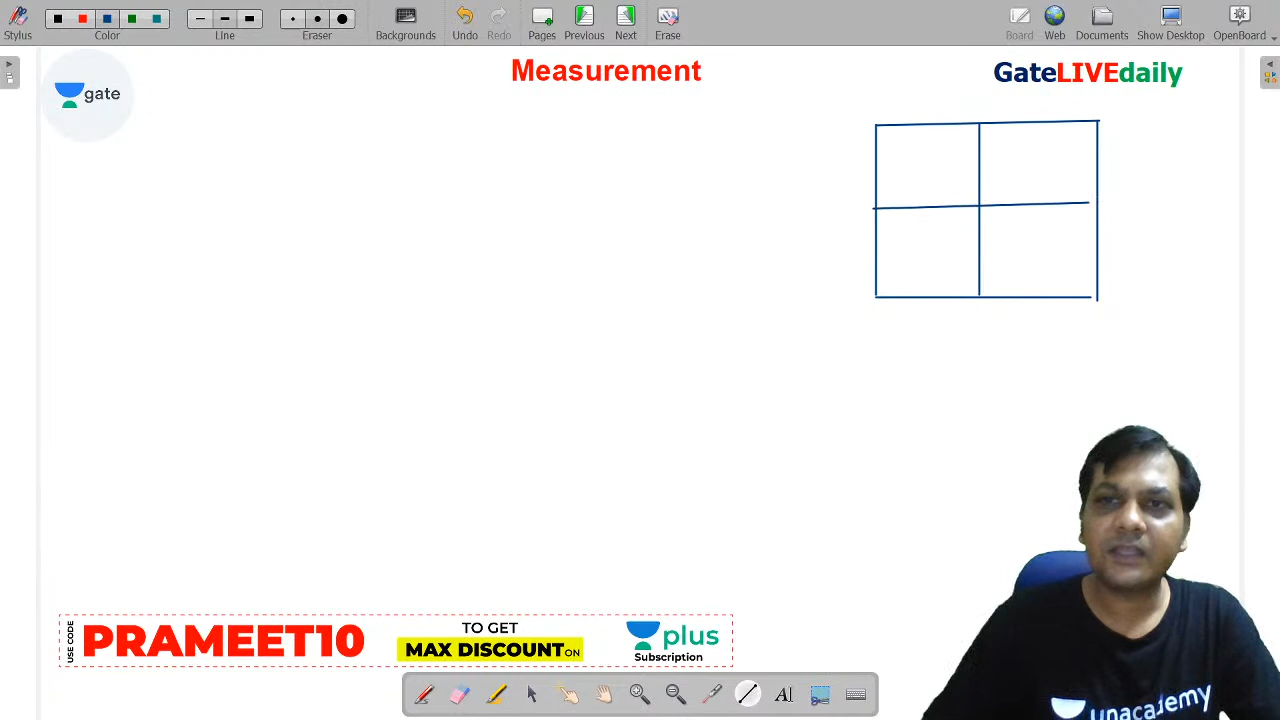 Stylus Color Line Eraser Backgrounds Undo Redo Pages Previous Next Erase Board Web Documents Show Desktop OpenBoard
Measurement
GateLIVEdaily
gate
USE CODE
PRAMEET10
TO GET
MAX DISCOUNT ON
plus
Subscription
AI
unacademy